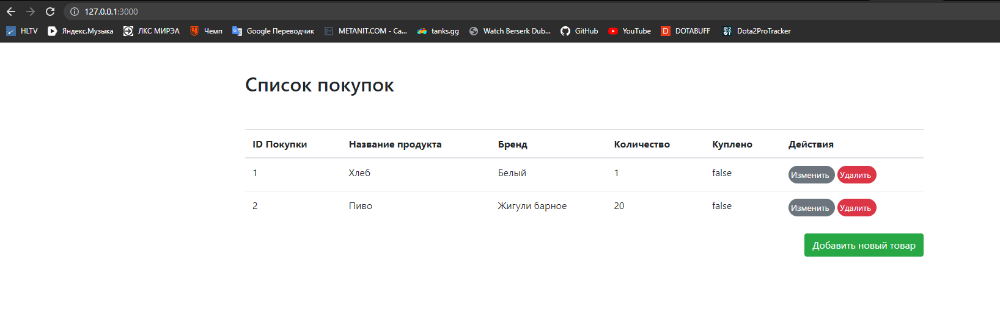 127.0.0.1:3000
HLTV Яндекс.Музыка ЛКС МИРЭА Чемп Google Переводчик METANIT.COM - Са... tanks.gg Watch Berserk Dub... GitHub YouTube DOTABUFF Dota2ProTracker
Список покупок
ID Покупки Название продукта Бренд Количество Куплено Действия
1 Хлеб Белый 1 false Изменить Удалить
2 Пиво Жигули барное 20 false Изменить Удалить
Добавить новый товар